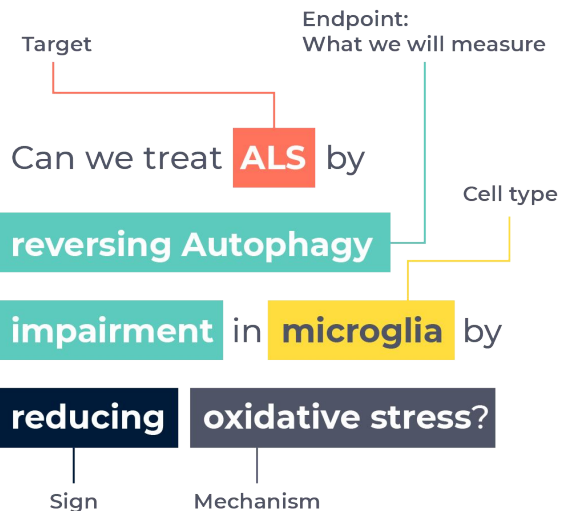 Endpoint:
Target
What we will measure
Can we treat ALS by
Cell type
reversing Autophagy
impairment in microglia by
reducing oxidative stress?
Sign
Mechanism